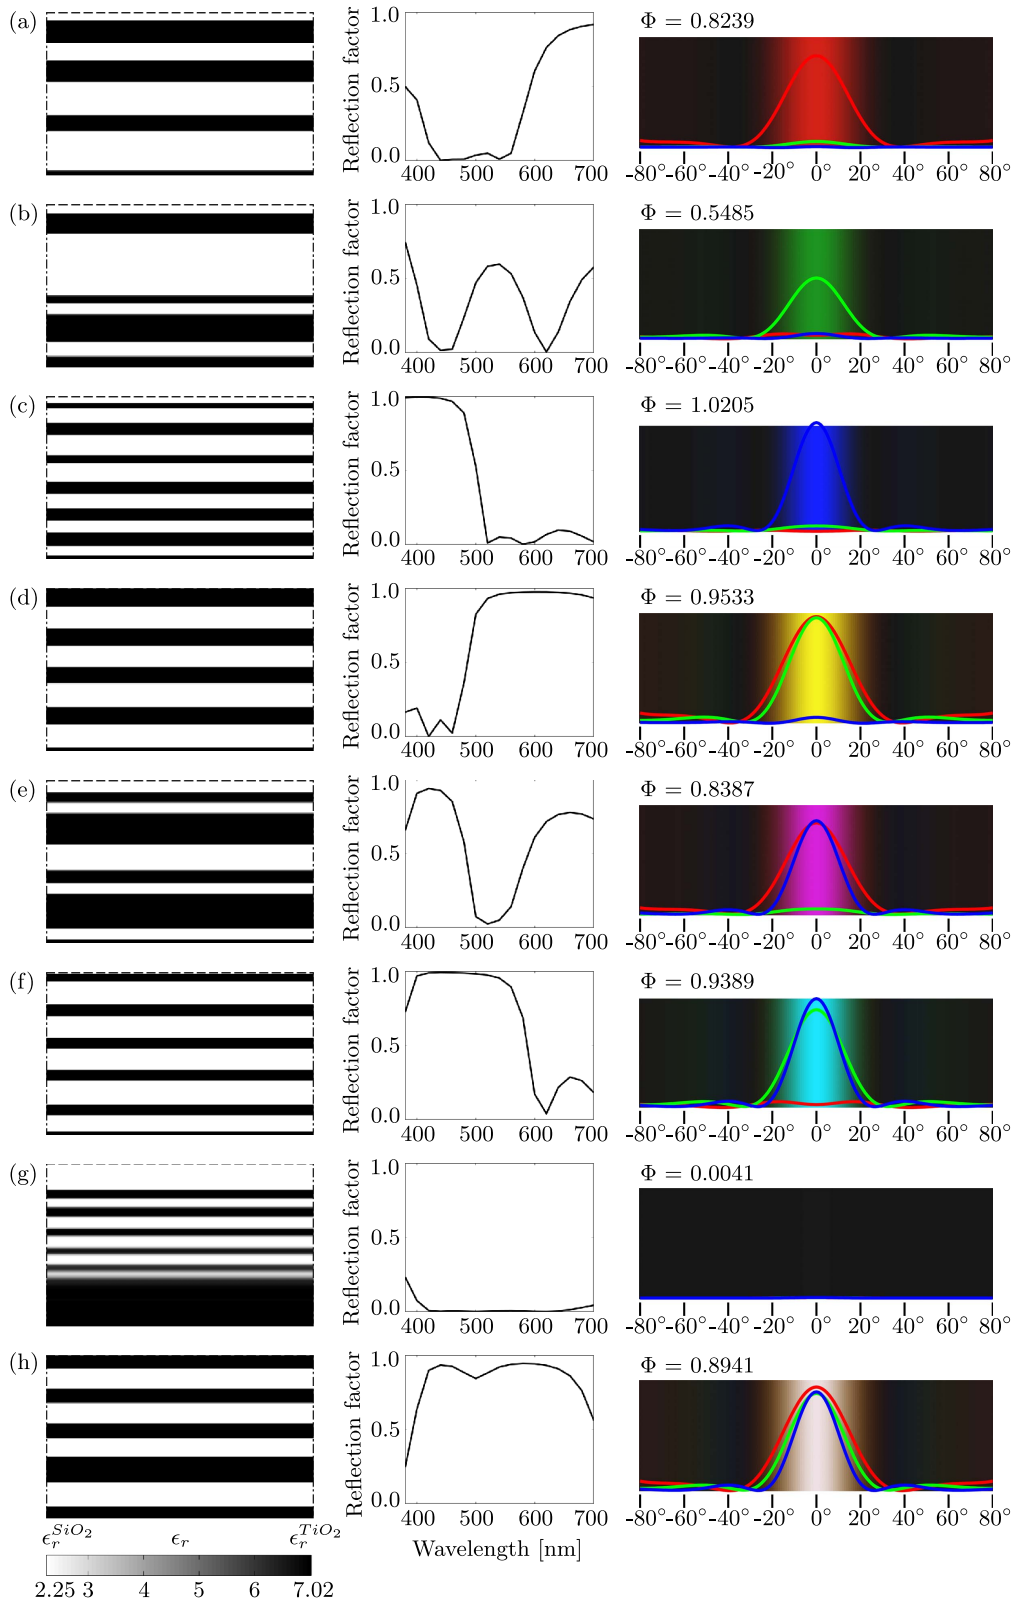 (a)
Reflection factor
1.0
0.5
0.0
400 500 600 700
Φ = 0.8239
-80° -60° -40° -20° 0° 20° 40° 60° 80°
(b)
Reflection factor
1.0
0.5
0.0
400 500 600 700
Φ = 0.5485
-80° -60° -40° -20° 0° 20° 40° 60° 80°
(c)
Reflection factor
1.0
0.5
0.0
400 500 600 700
Φ = 1.0205
-80° -60° -40° -20° 0° 20° 40° 60° 80°
(d)
Reflection factor
1.0
0.5
0.0
400 500 600 700
Φ = 0.9533
-80° -60° -40° -20° 0° 20° 40° 60° 80°
(e)
Reflection factor
1.0
0.5
0.0
400 500 600 700
Φ = 0.8387
-80° -60° -40° -20° 0° 20° 40° 60° 80°
(f)
Reflection factor
1.0
0.5
0.0
400 500 600 700
Φ = 0.9389
-80° -60° -40° -20° 0° 20° 40° 60° 80°
(g)
Reflection factor
1.0
0.5
0.0
400 500 600 700
Φ = 0.0041
-80° -60° -40° -20° 0° 20° 40° 60° 80°
(h)
Reflection factor
1.0
0.5
0.0
400 500 600 700
Wavelength [nm]
Φ = 0.8941
-80° -60° -40° -20° 0° 20° 40° 60° 80°
ϵ_r^{SiO_2} ϵ_r ϵ_r^{TiO_2}
2.25 3 4 5 6 7.02